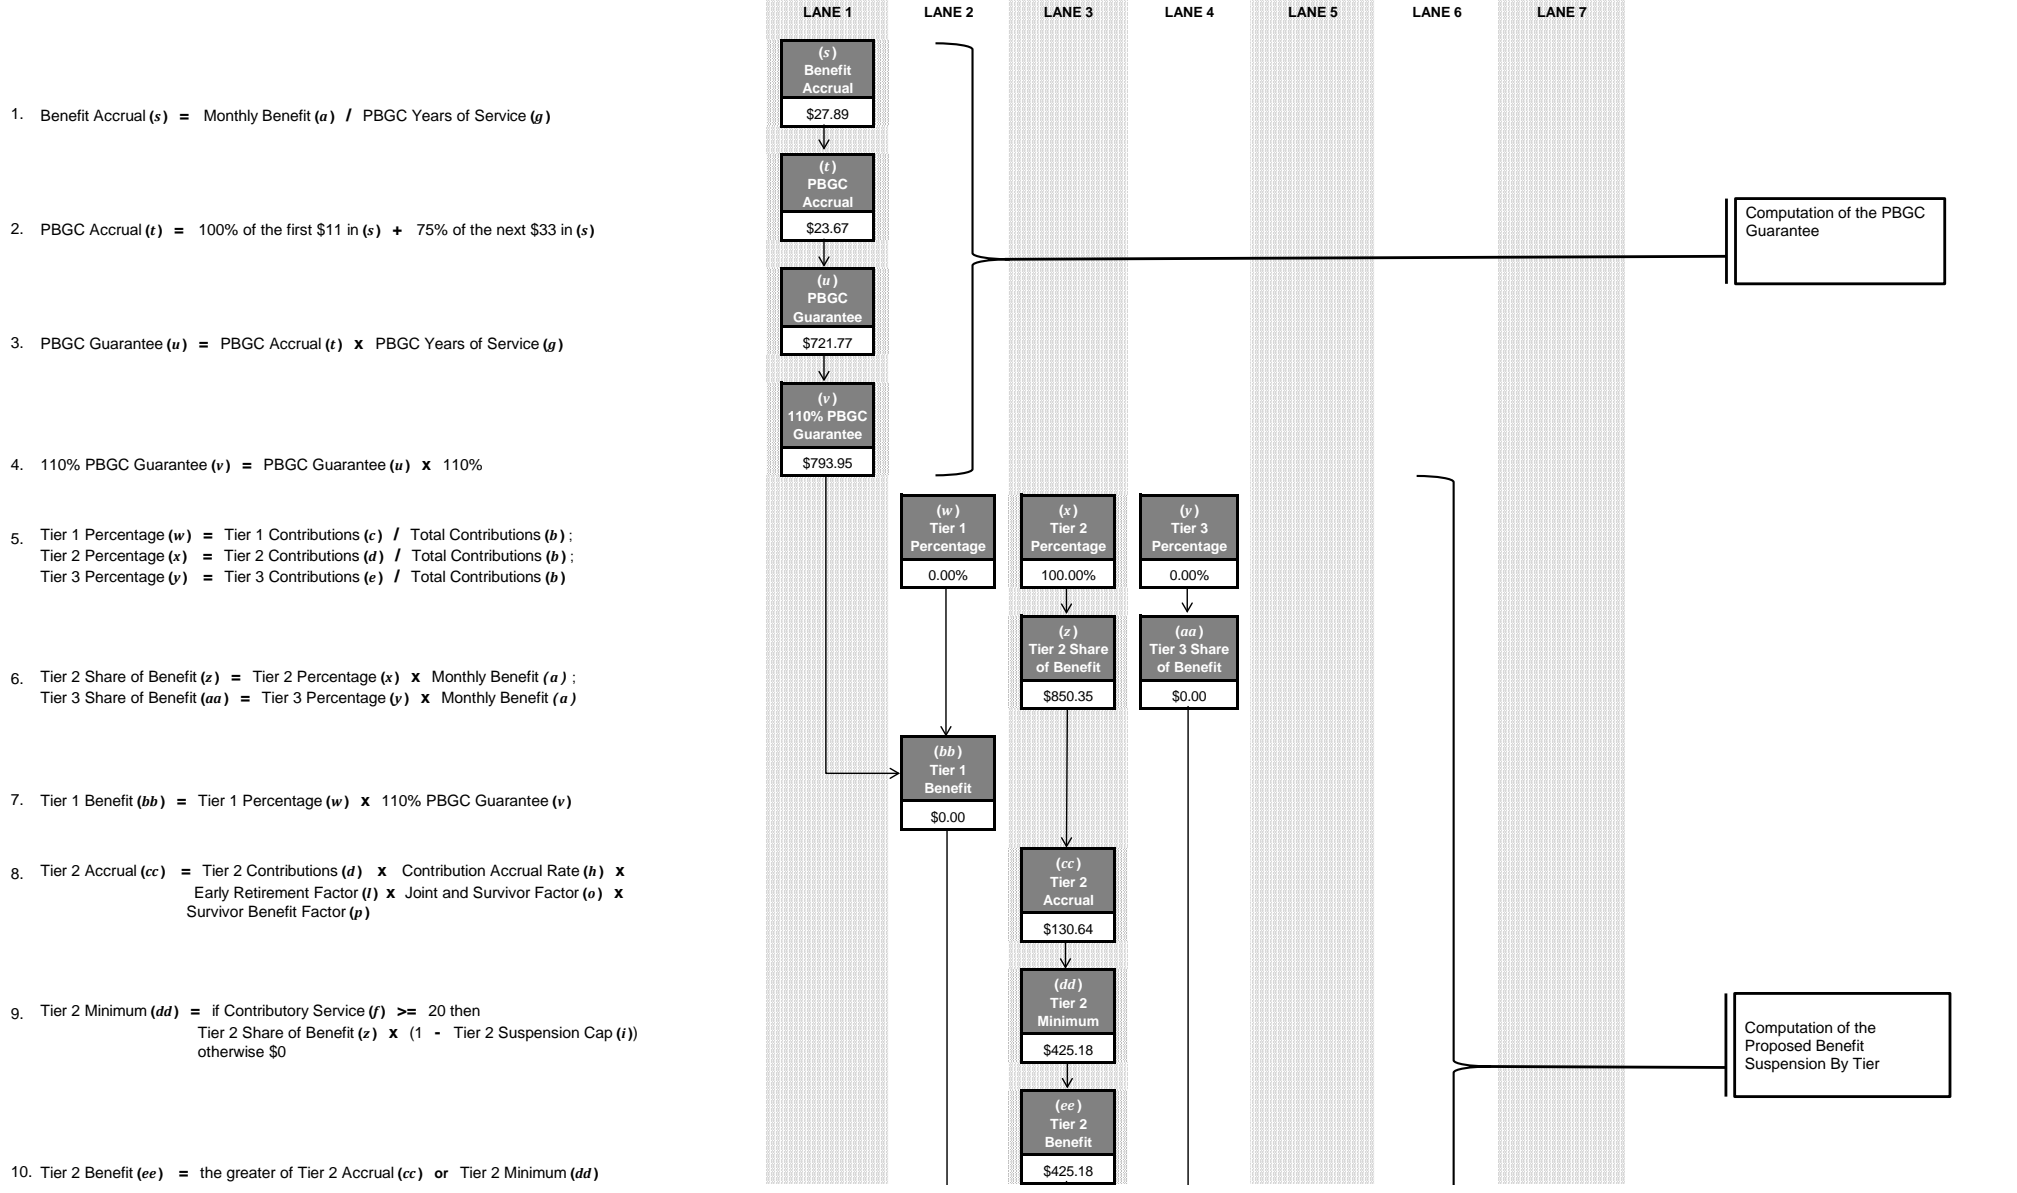 LANE 1 LANE 2 LANE 3 LANE 4 LANE 5 LANE 6 LANE 7
(s)
Benefit
Accrual
$27.89
1. Benefit Accrual (s) = Monthly Benefit (a) / PBGC Years of Service (g)
(t)
PBGC
Accrual
$23.67
2. PBGC Accrual (t) = 100% of the first $11 in (s) + 75% of the next $33 in (s)
Computation of the PBGC
Guarantee
(u)
PBGC
Guarantee
$721.77
3. PBGC Guarantee (u) = PBGC Accrual (t) x PBGC Years of Service (g)
(v)
110% PBGC
Guarantee
$793.95
4. 110% PBGC Guarantee (v) = PBGC Guarantee (u) x 110%
(w)
Tier 1
Percentage
0.00%
(x)
Tier 2
Percentage
100.00%
(y)
Tier 3
Percentage
0.00%
5. Tier 1 Percentage (w) = Tier 1 Contributions (c) / Total Contributions (b) ;
Tier 2 Percentage (x) = Tier 2 Contributions (d) / Total Contributions (b) ;
Tier 3 Percentage (y) = Tier 3 Contributions (e) / Total Contributions (b)
(z)
Tier 2 Share
of Benefit
$850.35
(aa)
Tier 3 Share
of Benefit
$0.00
6. Tier 2 Share of Benefit (z) = Tier 2 Percentage (x) x Monthly Benefit (a) ;
Tier 3 Share of Benefit (aa) = Tier 3 Percentage (y) x Monthly Benefit (a)
(bb)
Tier 1
Benefit
$0.00
7. Tier 1 Benefit (bb) = Tier 1 Percentage (w) x 110% PBGC Guarantee (v)
(cc)
Tier 2
Accrual
$130.64
8. Tier 2 Accrual (cc) = Tier 2 Contributions (d) x Contribution Accrual Rate (h) x
Early Retirement Factor (l) x Joint and Survivor Factor (o) x
Survivor Benefit Factor (p)
(dd)
Tier 2
Minimum
$425.18
9. Tier 2 Minimum (dd) = if Contributory Service (f) >= 20 then
Tier 2 Share of Benefit (z) x (1 - Tier 2 Suspension Cap (i))
otherwise $0
Computation of the
Proposed Benefit
Suspension By Tier
(ee)
Tier 2
Benefit
$425.18
10. Tier 2 Benefit (ee) = the greater of Tier 2 Accrual (cc) or Tier 2 Minimum (dd)